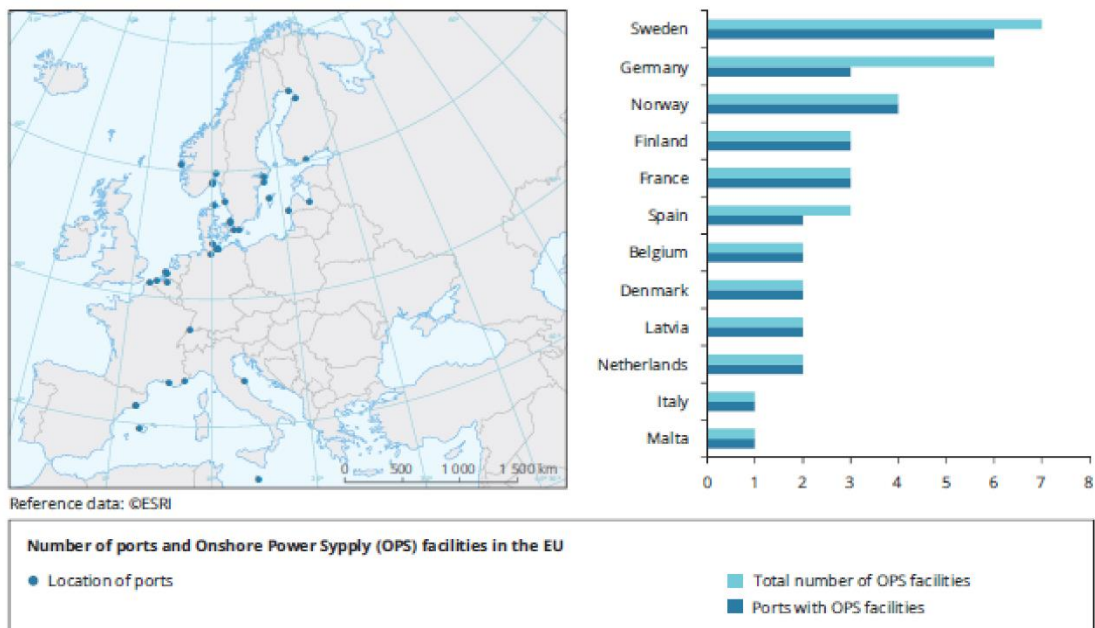 Sweden
Germany
Norway
Finland
France
Spain
Belgium
Denmark
Latvia
Netherlands
Italy
Malta
0 1 2 3 4 5 6 7 8
0 500 1 000 1 500 km
Reference data: ©ESRI
Number of ports and Onshore Power Sypply (OPS) facilities in the EU
Location of ports
Total number of OPS facilities
Ports with OPS facilities